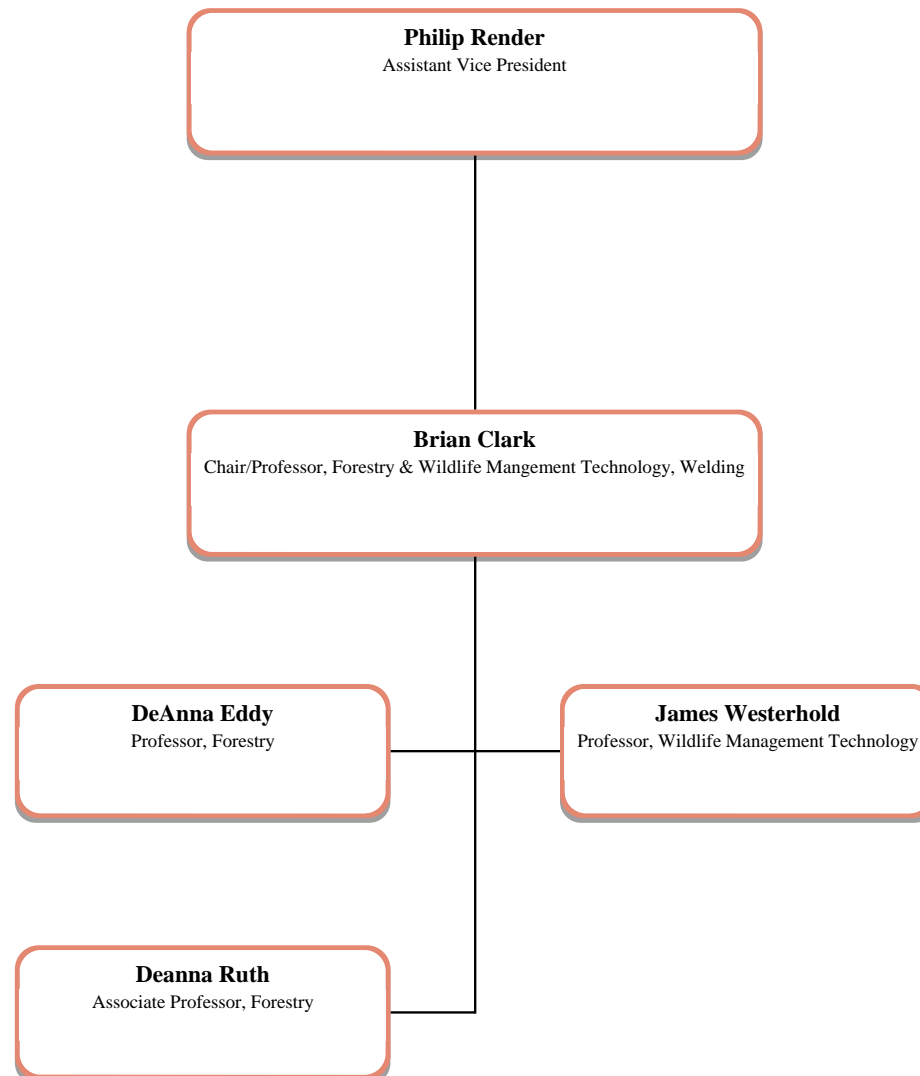 Philip Render
Assistant Vice President
Brian Clark
Chair/Professor, Forestry & Wildlife Mangement Technology, Welding
DeAnna Eddy
Professor, Forestry
James Westerhold
Professor, Wildlife Management Technology
Deanna Ruth
Associate Professor, Forestry